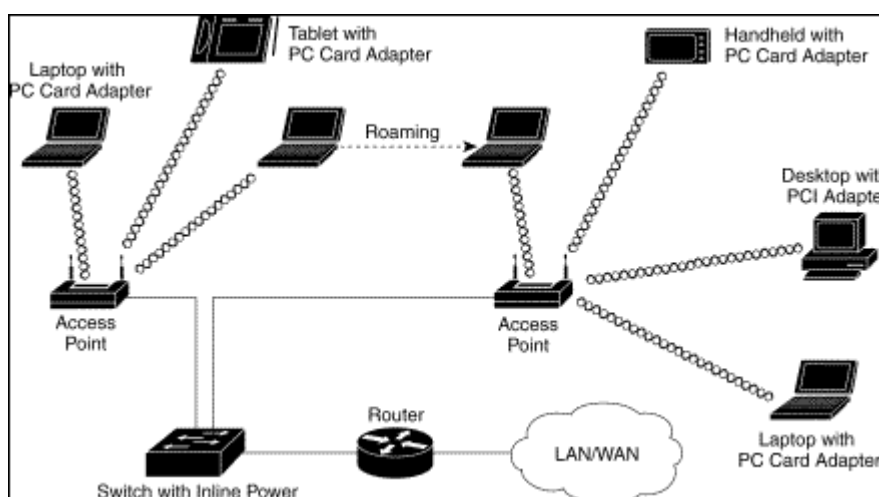 Tablet with
PC Card Adapter
Handheld with
PC Card Adapter
Laptop with
PC Card Adapter
Roaming
Desktop with
PCI Adapte
Access
Point
Access
Point
Router
LAN/WAN
Laptop with
PC Card Adapter
Switch with Inline Power